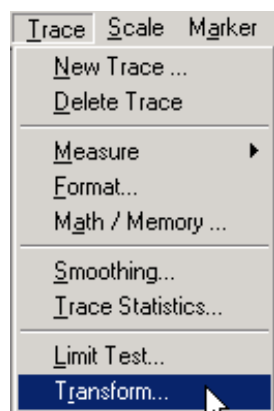 Trace Scale Marker
New Trace ...
Delete Trace
Measure
Format...
Math / Memory ...
Smoothing...
Trace Statistics...
Limit Test...
Transform...